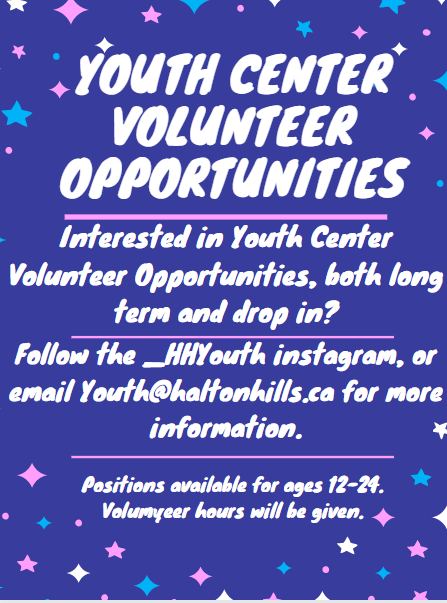 YOUTH CENTER
VOLUNTEER
OPPORTUNITIES
Interested in Youth Center
Volunteer Opportunities, both long
term and drop in?
Follow the _HHYouth instagram, or
email Youth@haltonhills.ca for more
information.
Positions available for ages 12-24.
Volumyeer hours will be given.